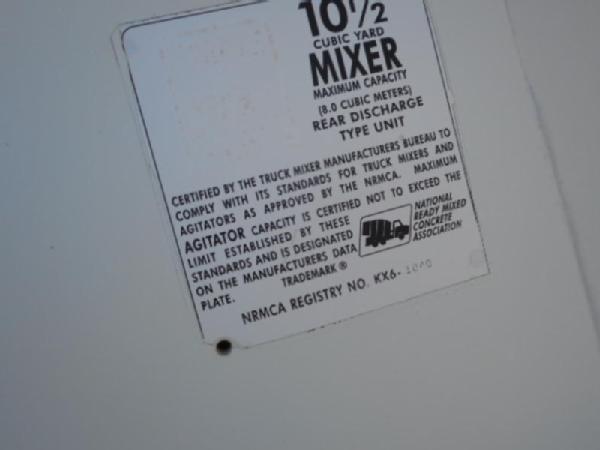 10 1/2
CUBIC YARD
MIXER
MAXIMUM CAPACITY
(8.0 CUBIC METERS)
REAR DISCHARGE
TYPE UNIT
CERTIFIED BY THE TRUCK MIXER MANUFACTURERS BUREAU TO
COMPLY WITH ITS STANDARDS FOR TRUCK MIXERS AND
AGITATORS AS APPROVED BY THE NRMCA. MAXIMUM
AGITATOR CAPACITY IS CERTIFIED NOT TO EXCEED THE
LIMIT ESTABLISHED BY THESE
STANDARDS AND IS DESIGNATED
ON THE MANUFACTURERS DATA
PLATE.
TRADEMARK ®
NATIONAL
READY MIXED
CONCRETE
ASSOCIATION
NRMCA REGISTRY NO. KX6-